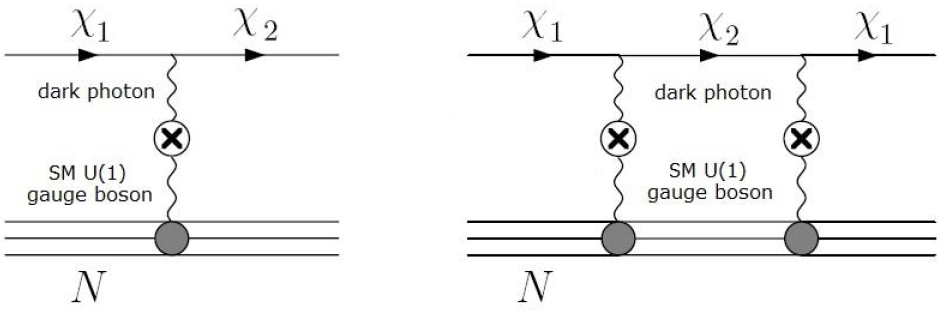 χ1 χ2
dark photon
SM U(1)
gauge boson
N
χ1 χ2 χ1
dark photon
SM U(1)
gauge boson
N